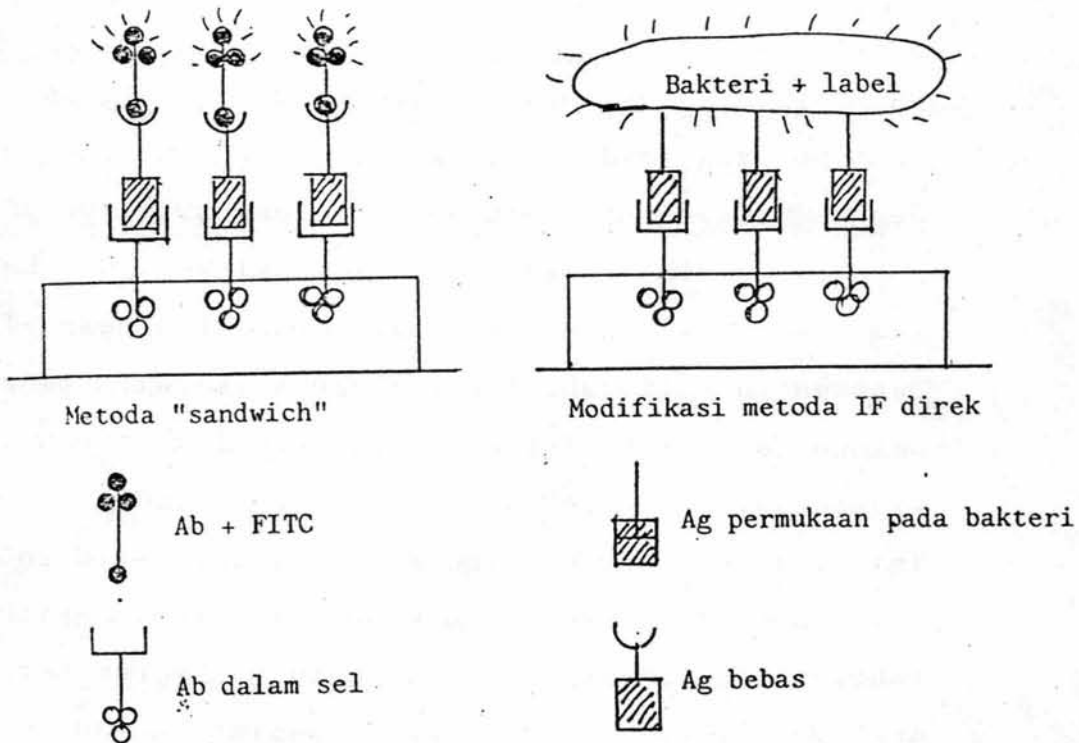 Bakteri + label
Metoda "sandwich"
Modifikasi metoda IF direk
Ab + FITC
Ag permukaan pada bakteri
Ab dalam sel
Ag bebas